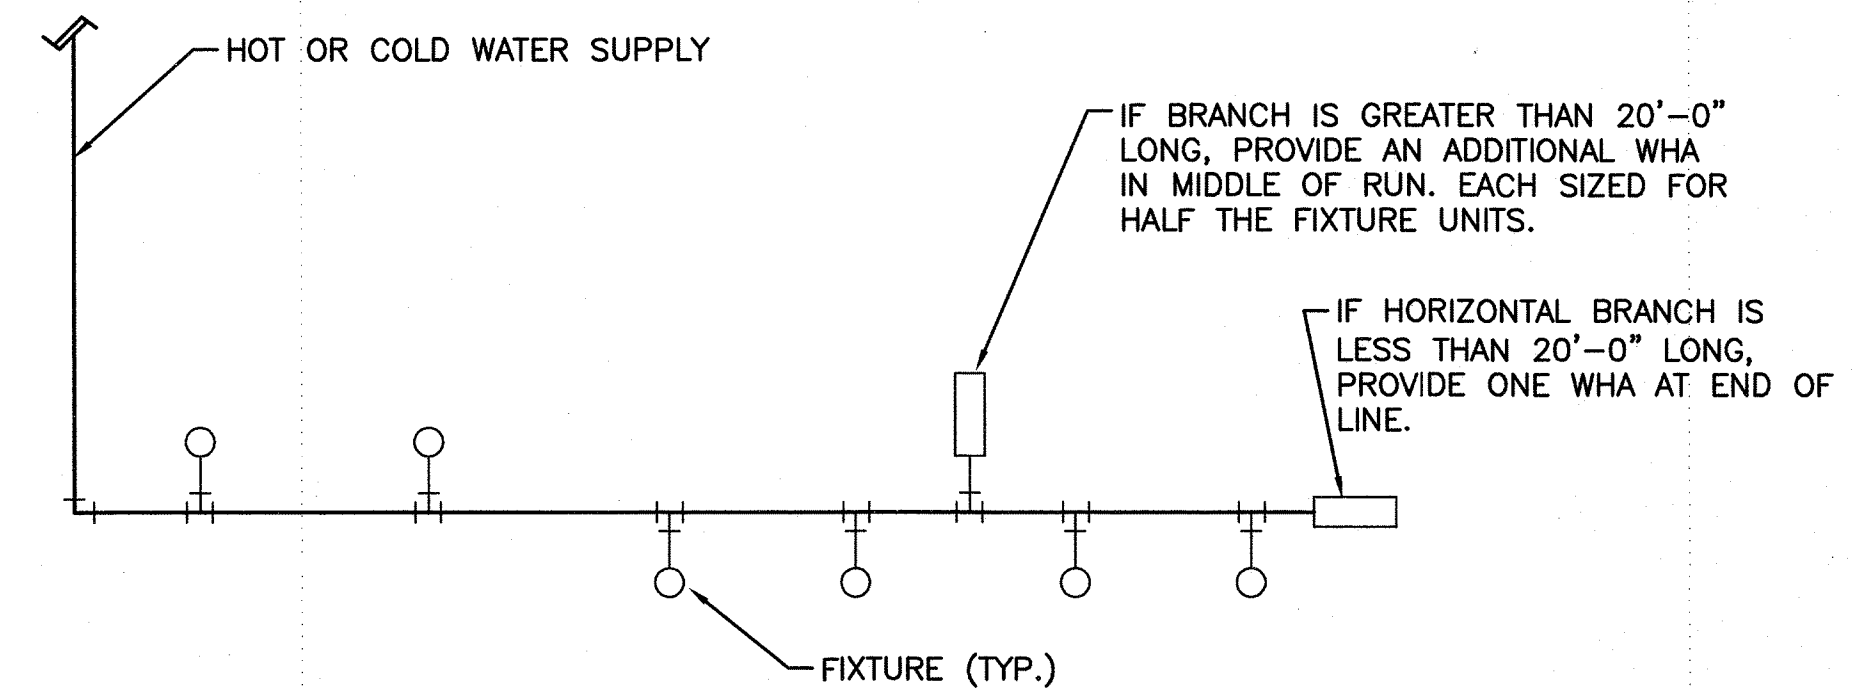 HOT OR COLD WATER SUPPLY
IF BRANCH IS GREATER THAN 20'-0"
LONG, PROVIDE AN ADDITIONAL WHA
IN MIDDLE OF RUN. EACH SIZED FOR
HALF THE FIXTURE UNITS.
IF HORIZONTAL BRANCH IS
LESS THAN 20'-0" LONG,
PROVIDE ONE WHA AT END OF
LINE.
FIXTURE (TYP.)